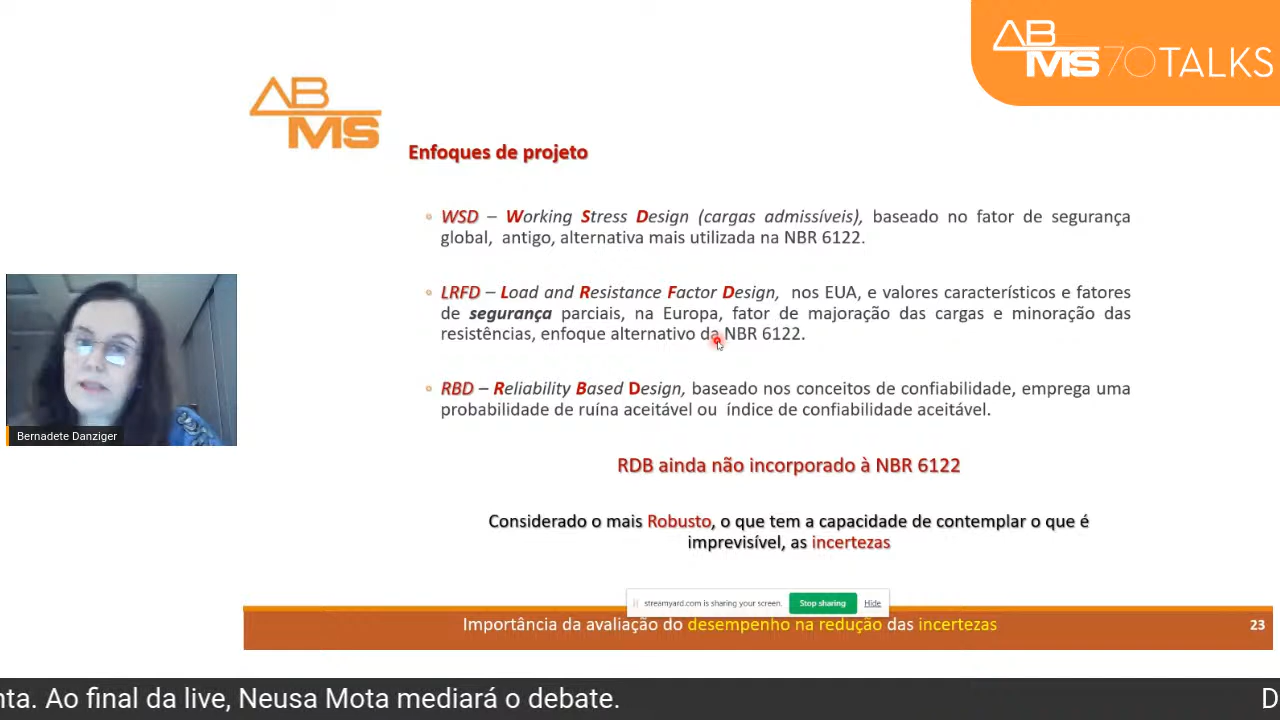 AB
MS 70TALKS
AB
MS
Enfoques de projeto
WSD – Working Stress Design (cargas admissíveis), baseado no fator de segurança
global, antigo, alternativa mais utilizada na NBR 6122.
LRFD – Load and Resistance Factor Design, nos EUA, e valores característicos e fatores
de segurança parciais, na Europa, fator de majoração das cargas e minoração das
resistências, enfoque alternativo da NBR 6122.
RBD – Reliability Based Design, baseado nos conceitos de confiabilidade, emprega uma
probabilidade de ruína aceitável ou índice de confiabilidade aceitável.
RDB ainda não incorporado à NBR 6122
Considerado o mais Robusto, o que tem a capacidade de contemplar o que é
imprevisível, as incertezas
Bernadete Danziger
streamyard.com is sharing your screen. Stop sharing Hide
Importância da avaliação do desempenho na redução das incertezas 23
nta. Ao final da live, Neusa Mota mediará o debate. D